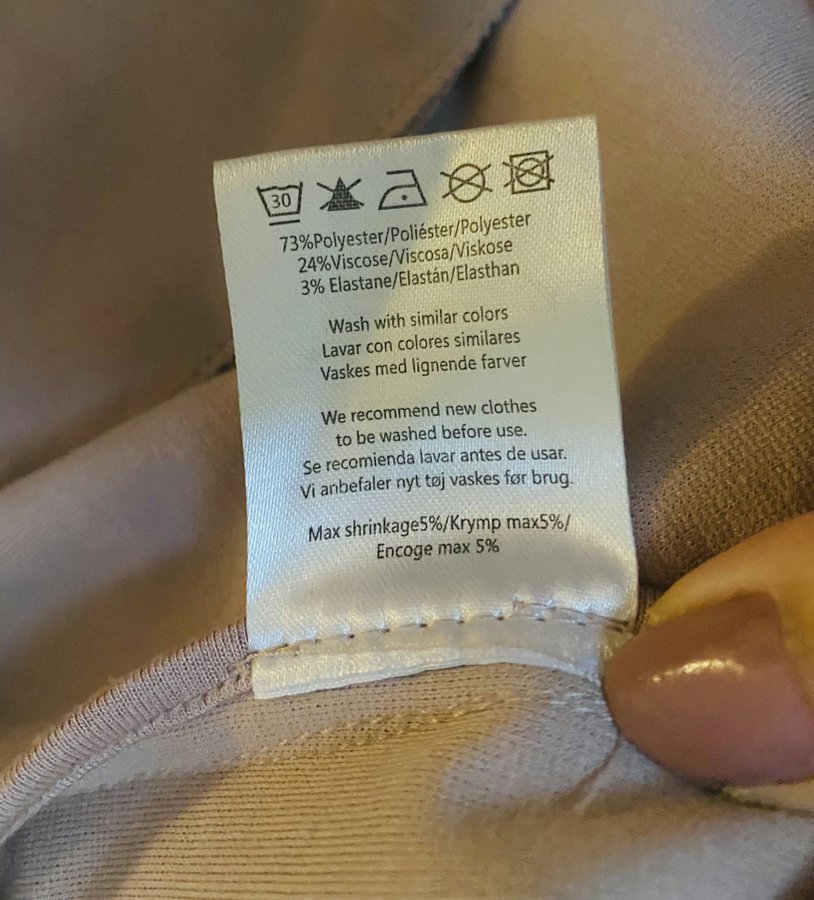 30
73%Polyester/Poliéster/Polyester
24%Viscose/Viscosa/Viskose
3% Elastane/Elastán/Elasthan
Wash with similar colors
Lavar con colores similares
Vaskes med lignende farver
We recommend new clothes
to be washed before use.
Se recomienda lavar antes de usar.
Vi anbefaler nyt tøj vaskes før brug.
Max shrinkage5%/Krymp max5%/
Encoge max 5%